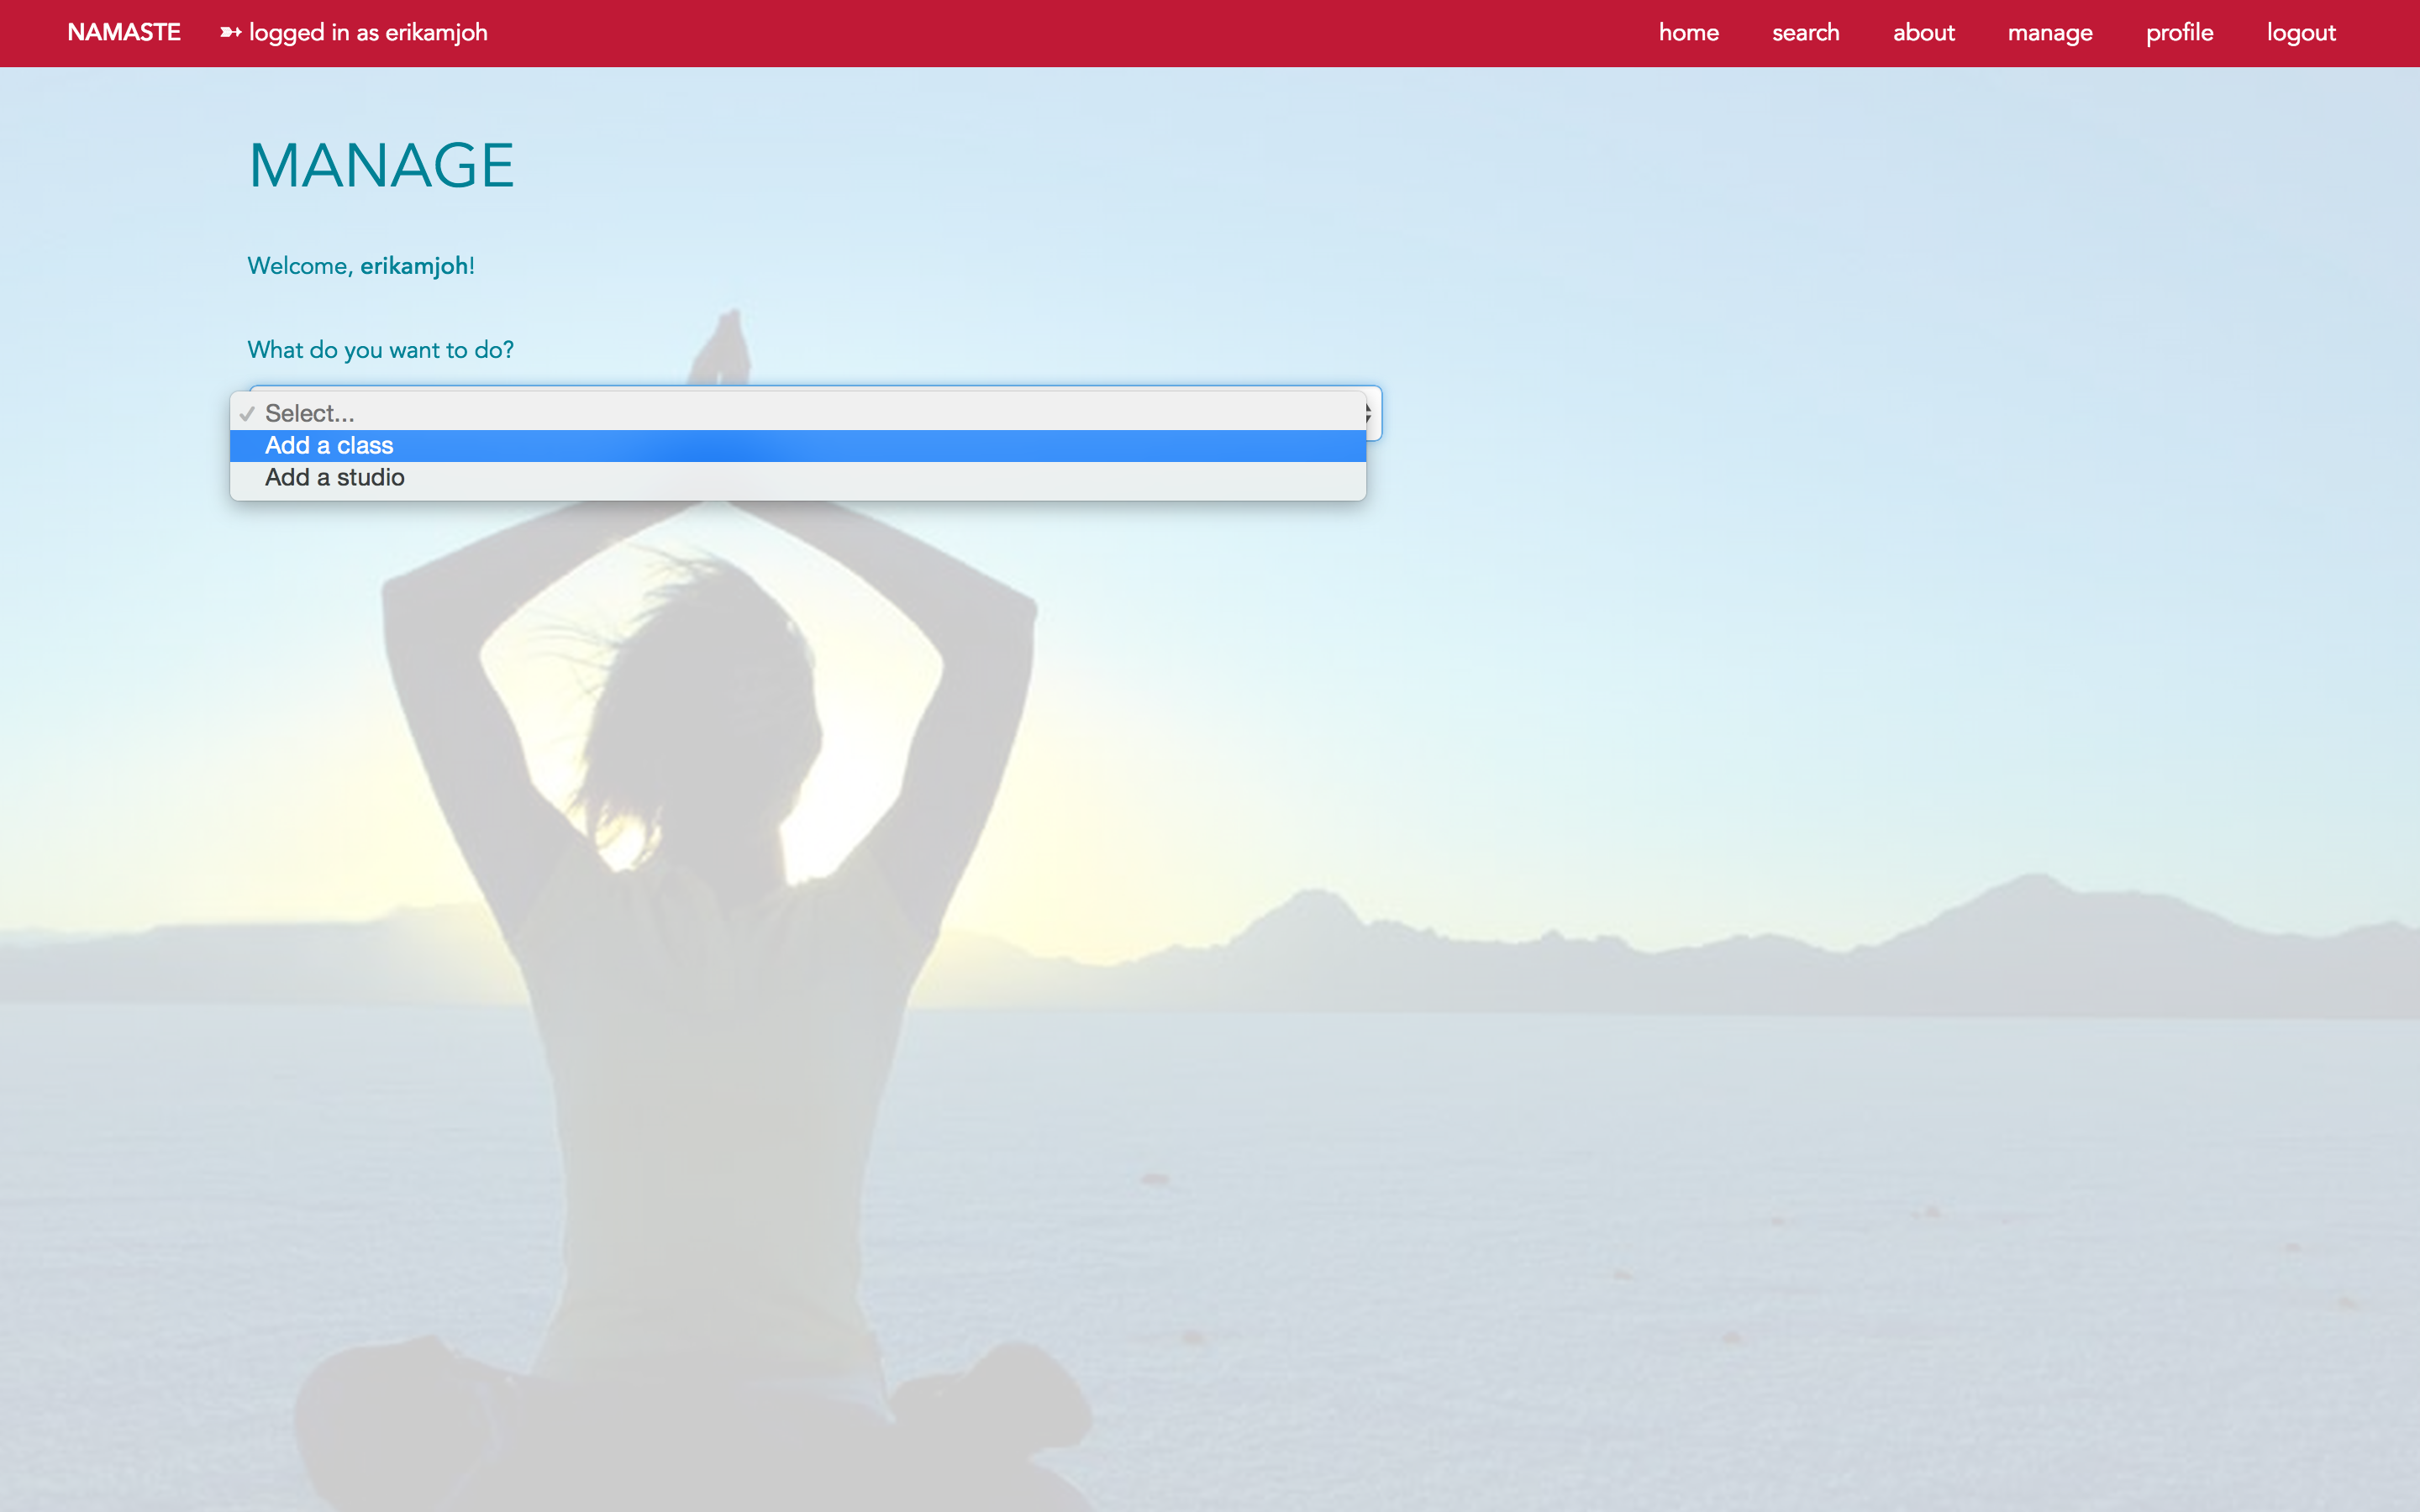 NAMASTE ➳ logged in as erikamjoh home search about manage profile logout
MANAGE
Welcome, erikamjoh!
What do you want to do?
✓ Select...
Add a class
Add a studio